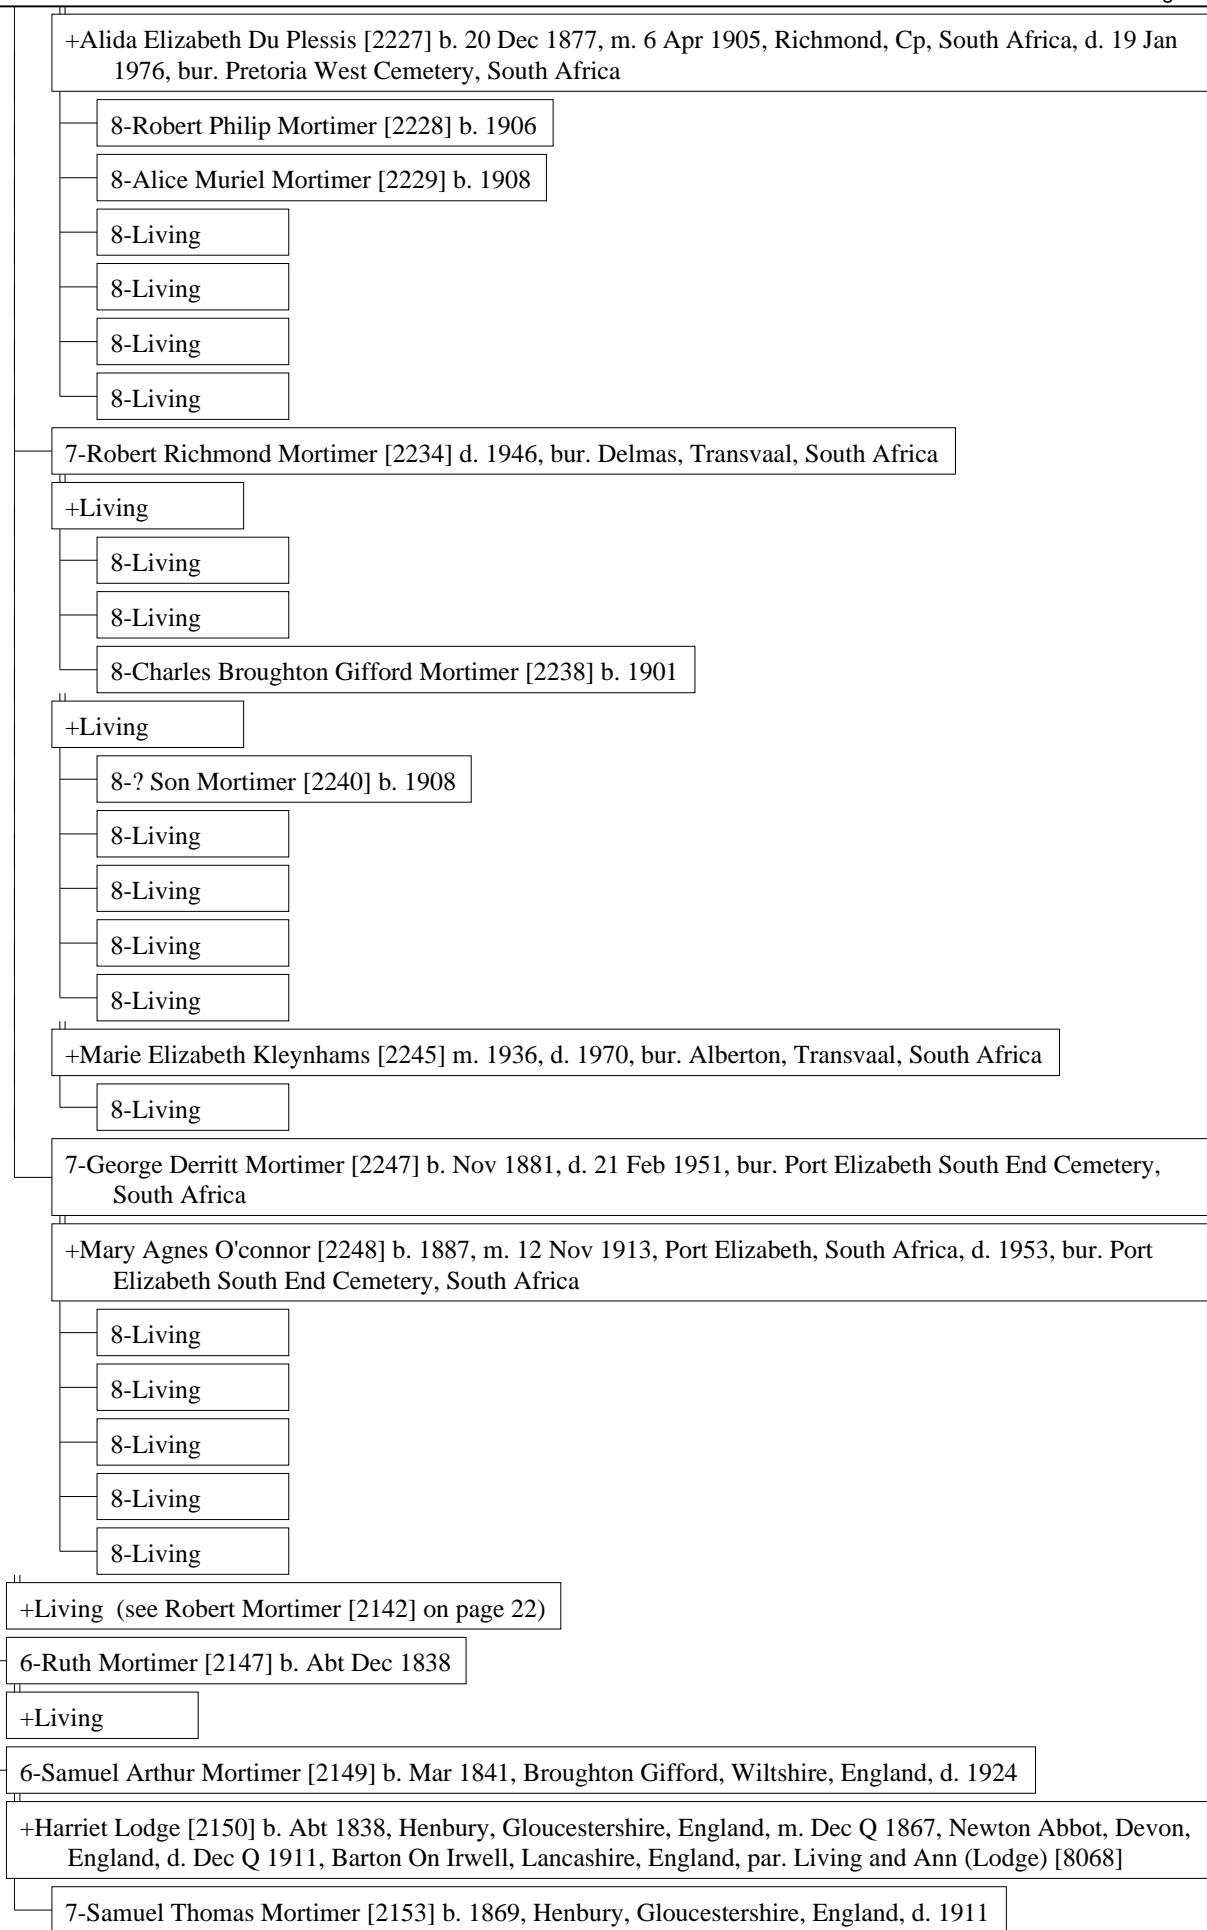 +Alida Elizabeth Du Plessis [2227] b. 20 Dec 1877, m. 6 Apr 1905, Richmond, Cp, South Africa, d. 19 Jan
1976, bur. Pretoria West Cemetery, South Africa
8-Robert Philip Mortimer [2228] b. 1906
8-Alice Muriel Mortimer [2229] b. 1908
8-Living
8-Living
8-Living
8-Living
7-Robert Richmond Mortimer [2234] d. 1946, bur. Delmas, Transvaal, South Africa
+Living
8-Living
8-Living
8-Charles Broughton Gifford Mortimer [2238] b. 1901
+Living
8-? Son Mortimer [2240] b. 1908
8-Living
8-Living
8-Living
8-Living
+Marie Elizabeth Kleynhams [2245] m. 1936, d. 1970, bur. Alberton, Transvaal, South Africa
8-Living
7-George Derritt Mortimer [2247] b. Nov 1881, d. 21 Feb 1951, bur. Port Elizabeth South End Cemetery,
South Africa
+Mary Agnes O'connor [2248] b. 1887, m. 12 Nov 1913, Port Elizabeth, South Africa, d. 1953, bur. Port
Elizabeth South End Cemetery, South Africa
8-Living
8-Living
8-Living
8-Living
8-Living
+Living (see Robert Mortimer [2142] on page 22)
6-Ruth Mortimer [2147] b. Abt Dec 1838
+Living
6-Samuel Arthur Mortimer [2149] b. Mar 1841, Broughton Gifford, Wiltshire, England, d. 1924
+Harriet Lodge [2150] b. Abt 1838, Henbury, Gloucestershire, England, m. Dec Q 1867, Newton Abbot, Devon,
England, d. Dec Q 1911, Barton On Irwell, Lancashire, England, par. Living and Ann (Lodge) [8068]
7-Samuel Thomas Mortimer [2153] b. 1869, Henbury, Gloucestershire, England, d. 1911